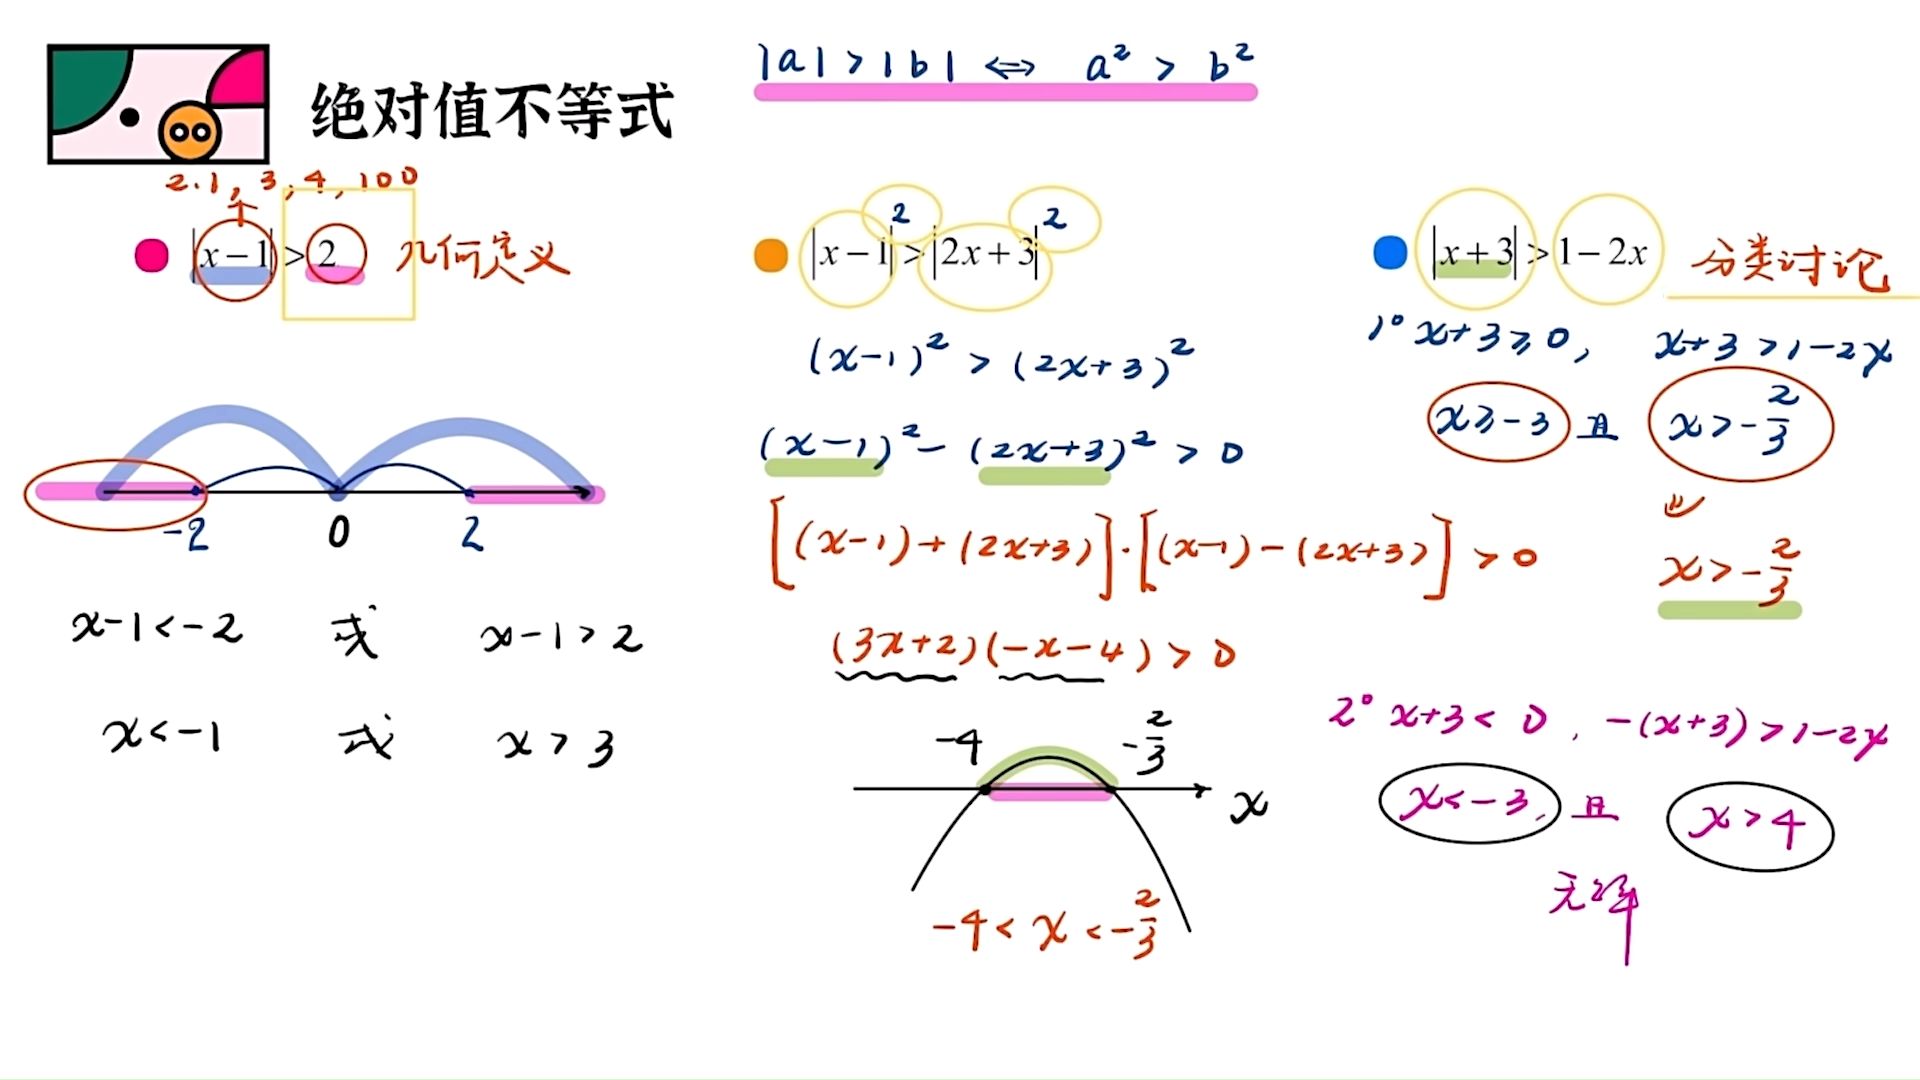 绝对值不等式
|a| > |b| ⇔ a² > b²
2.1, 3, 4, 100
|x−1| > 2 几何定义
-2 0 2
x-1<-2 或 x-1>2
x<-1 或 x>3
|x−1|² > |2x+3|²
(x-1)² > (2x+3)²
(x-1)² - (2x+3)² > 0
[(x-1)+(2x+3)]·[(x-1)-(2x+3)] > 0
(3x+2)(-x-4) > 0
-4 -2/3
x
-4 < x < -2/3
|x+3| > 1−2x 分类讨论
1° x+3≥0, x+3>1-2x
x≥-3 且 x>-2/3
⇓
x>-2/3
2° x+3<0, -(x+3)>1-2x
x<-3, 且 x>4
无解